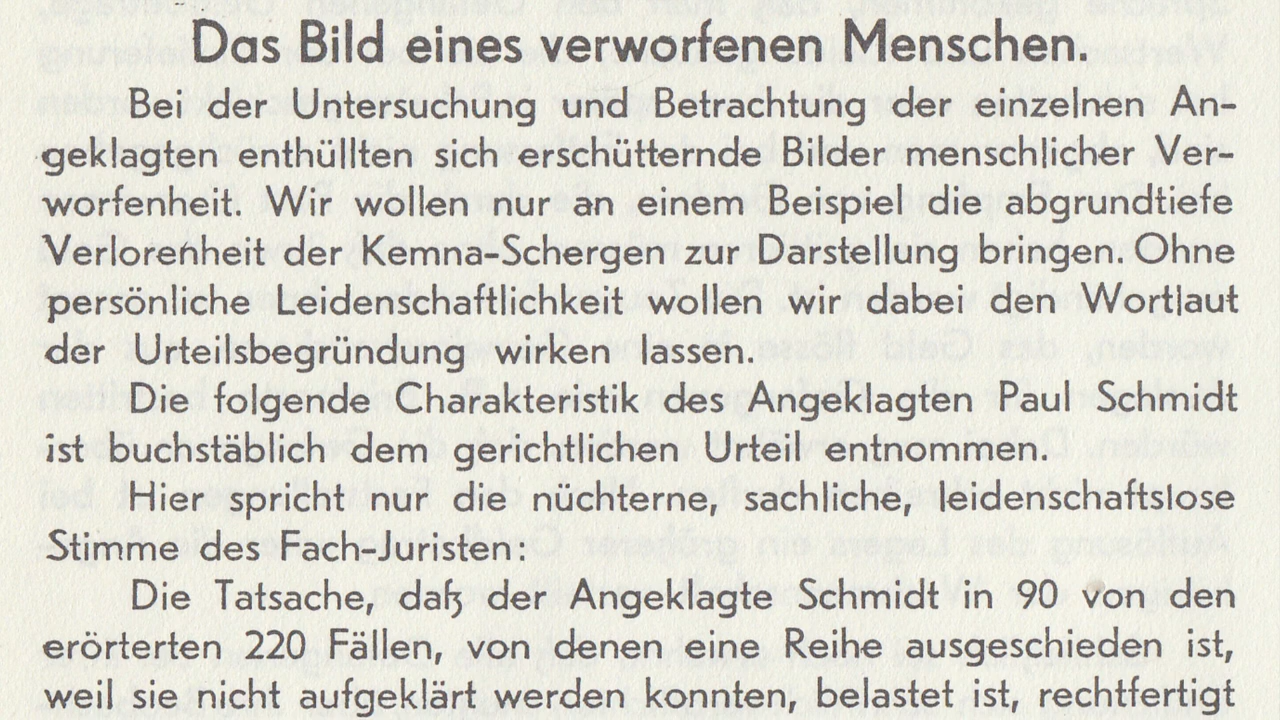 Das Bild eines verworfenen Menschen.
Bei der Untersuchung und Betrachtung der einzelnen An-
geklagten enthüllten sich erschütternde Bilder menschlicher Ver-
worfenheit. Wir wollen nur an einem Beispiel die abgrundtiefe
Verlorenheit der Kemna-Schergen zur Darstellung bringen. Ohne
persönliche Leidenschaftlichkeit wollen wir dabei den Wortlaut
der Urteilsbegründung wirken lassen.
Die folgende Charakteristik des Angeklagten Paul Schmidt
ist buchstäblich dem gerichtlichen Urteil entnommen.
Hier spricht nur die nüchterne, sachliche, leidenschaftslose
Stimme des Fach-Juristen:
Die Tatsache, daß der Angeklagte Schmidt in 90 von den
erörterten 220 Fällen, von denen eine Reihe ausgeschieden ist,
weil sie nicht aufgeklärt werden konnten, belastet ist, rechtfertigt